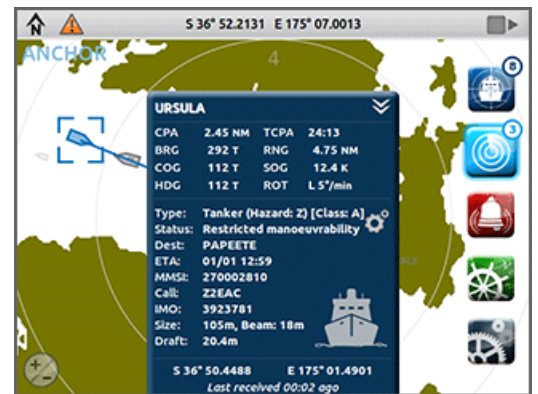 N
S 36° 52.2131 E 175° 07.0013
ANCHOR
4
8
3
URSULA
CPA 2.45 NM TCPA 24:13
BRG 292 T RNG 4.75 NM
COG 112 T SOG 12.4 K
HDG 112 T ROT L 5°/min
Type: Tanker (Hazard: Z) [Class: A]
Status: Restricted manoeuvrability
Dest: PAPEETE
ETA: 01/01 12:59
MMSI: 270002810
Call: Z2EAC
IMO: 3923781
Size: 105m, Beam: 18m
Draft: 20.4m
S 36° 50.4488 E 175° 01.4901
Last received 00:02 ago